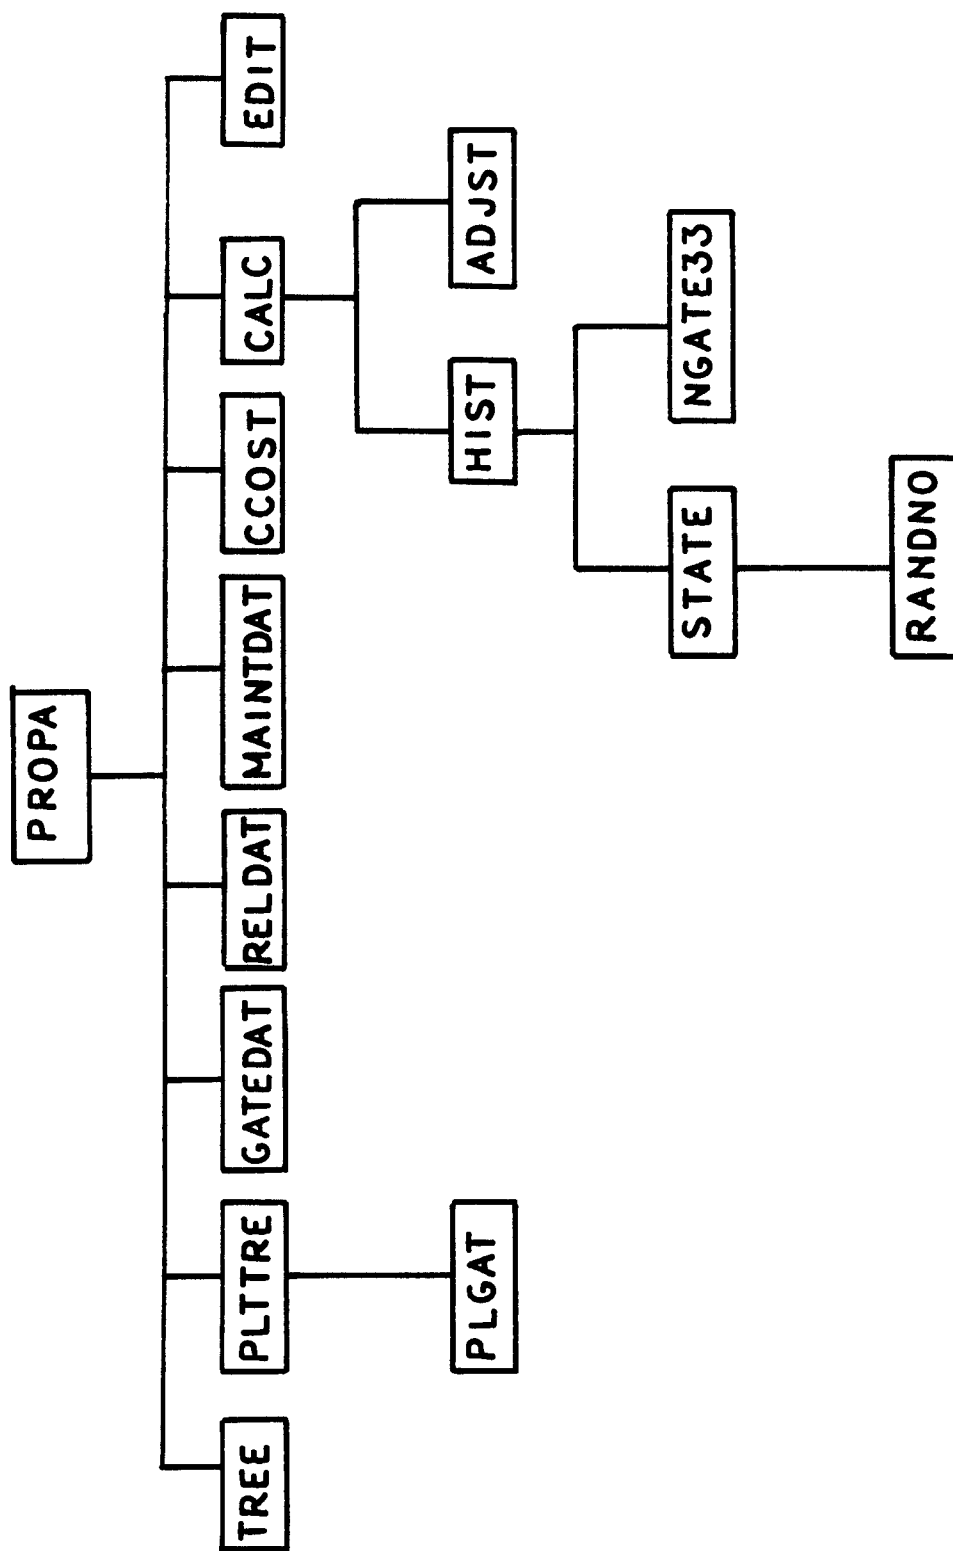 PROPA
TREE
PLTTRE
GATEDAT
RELDAT
MAINTDAT
CCOST
CALC
EDIT
PLGAT
HIST
ADJST
STATE
NGATE33
RANDNO